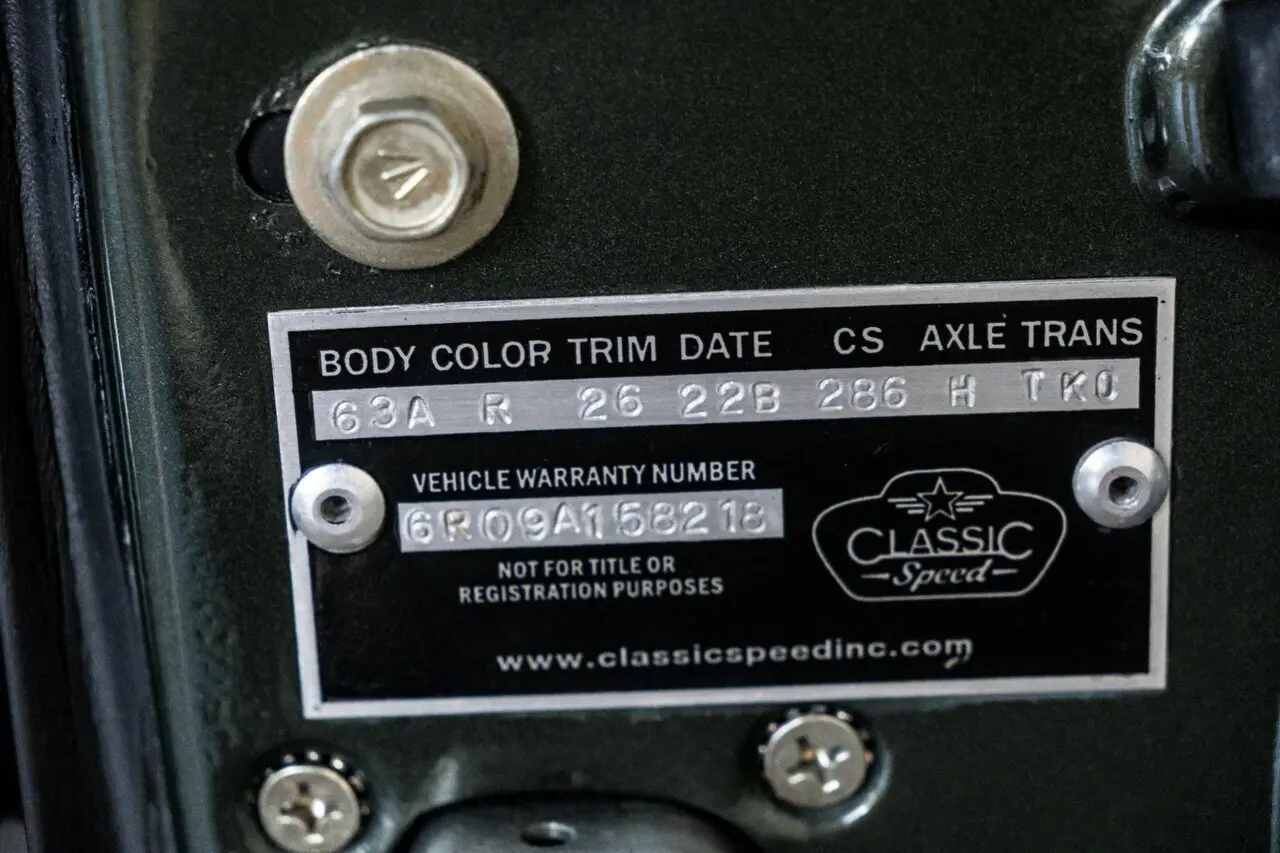 BODY COLOR TRIM DATE CS AXLE TRANS
63A R 26 22B 286 H TKO
VEHICLE WARRANTY NUMBER
6R09A158218
NOT FOR TITLE OR
REGISTRATION PURPOSES
CLASSIC
Speed
www.classicspeedinc.com